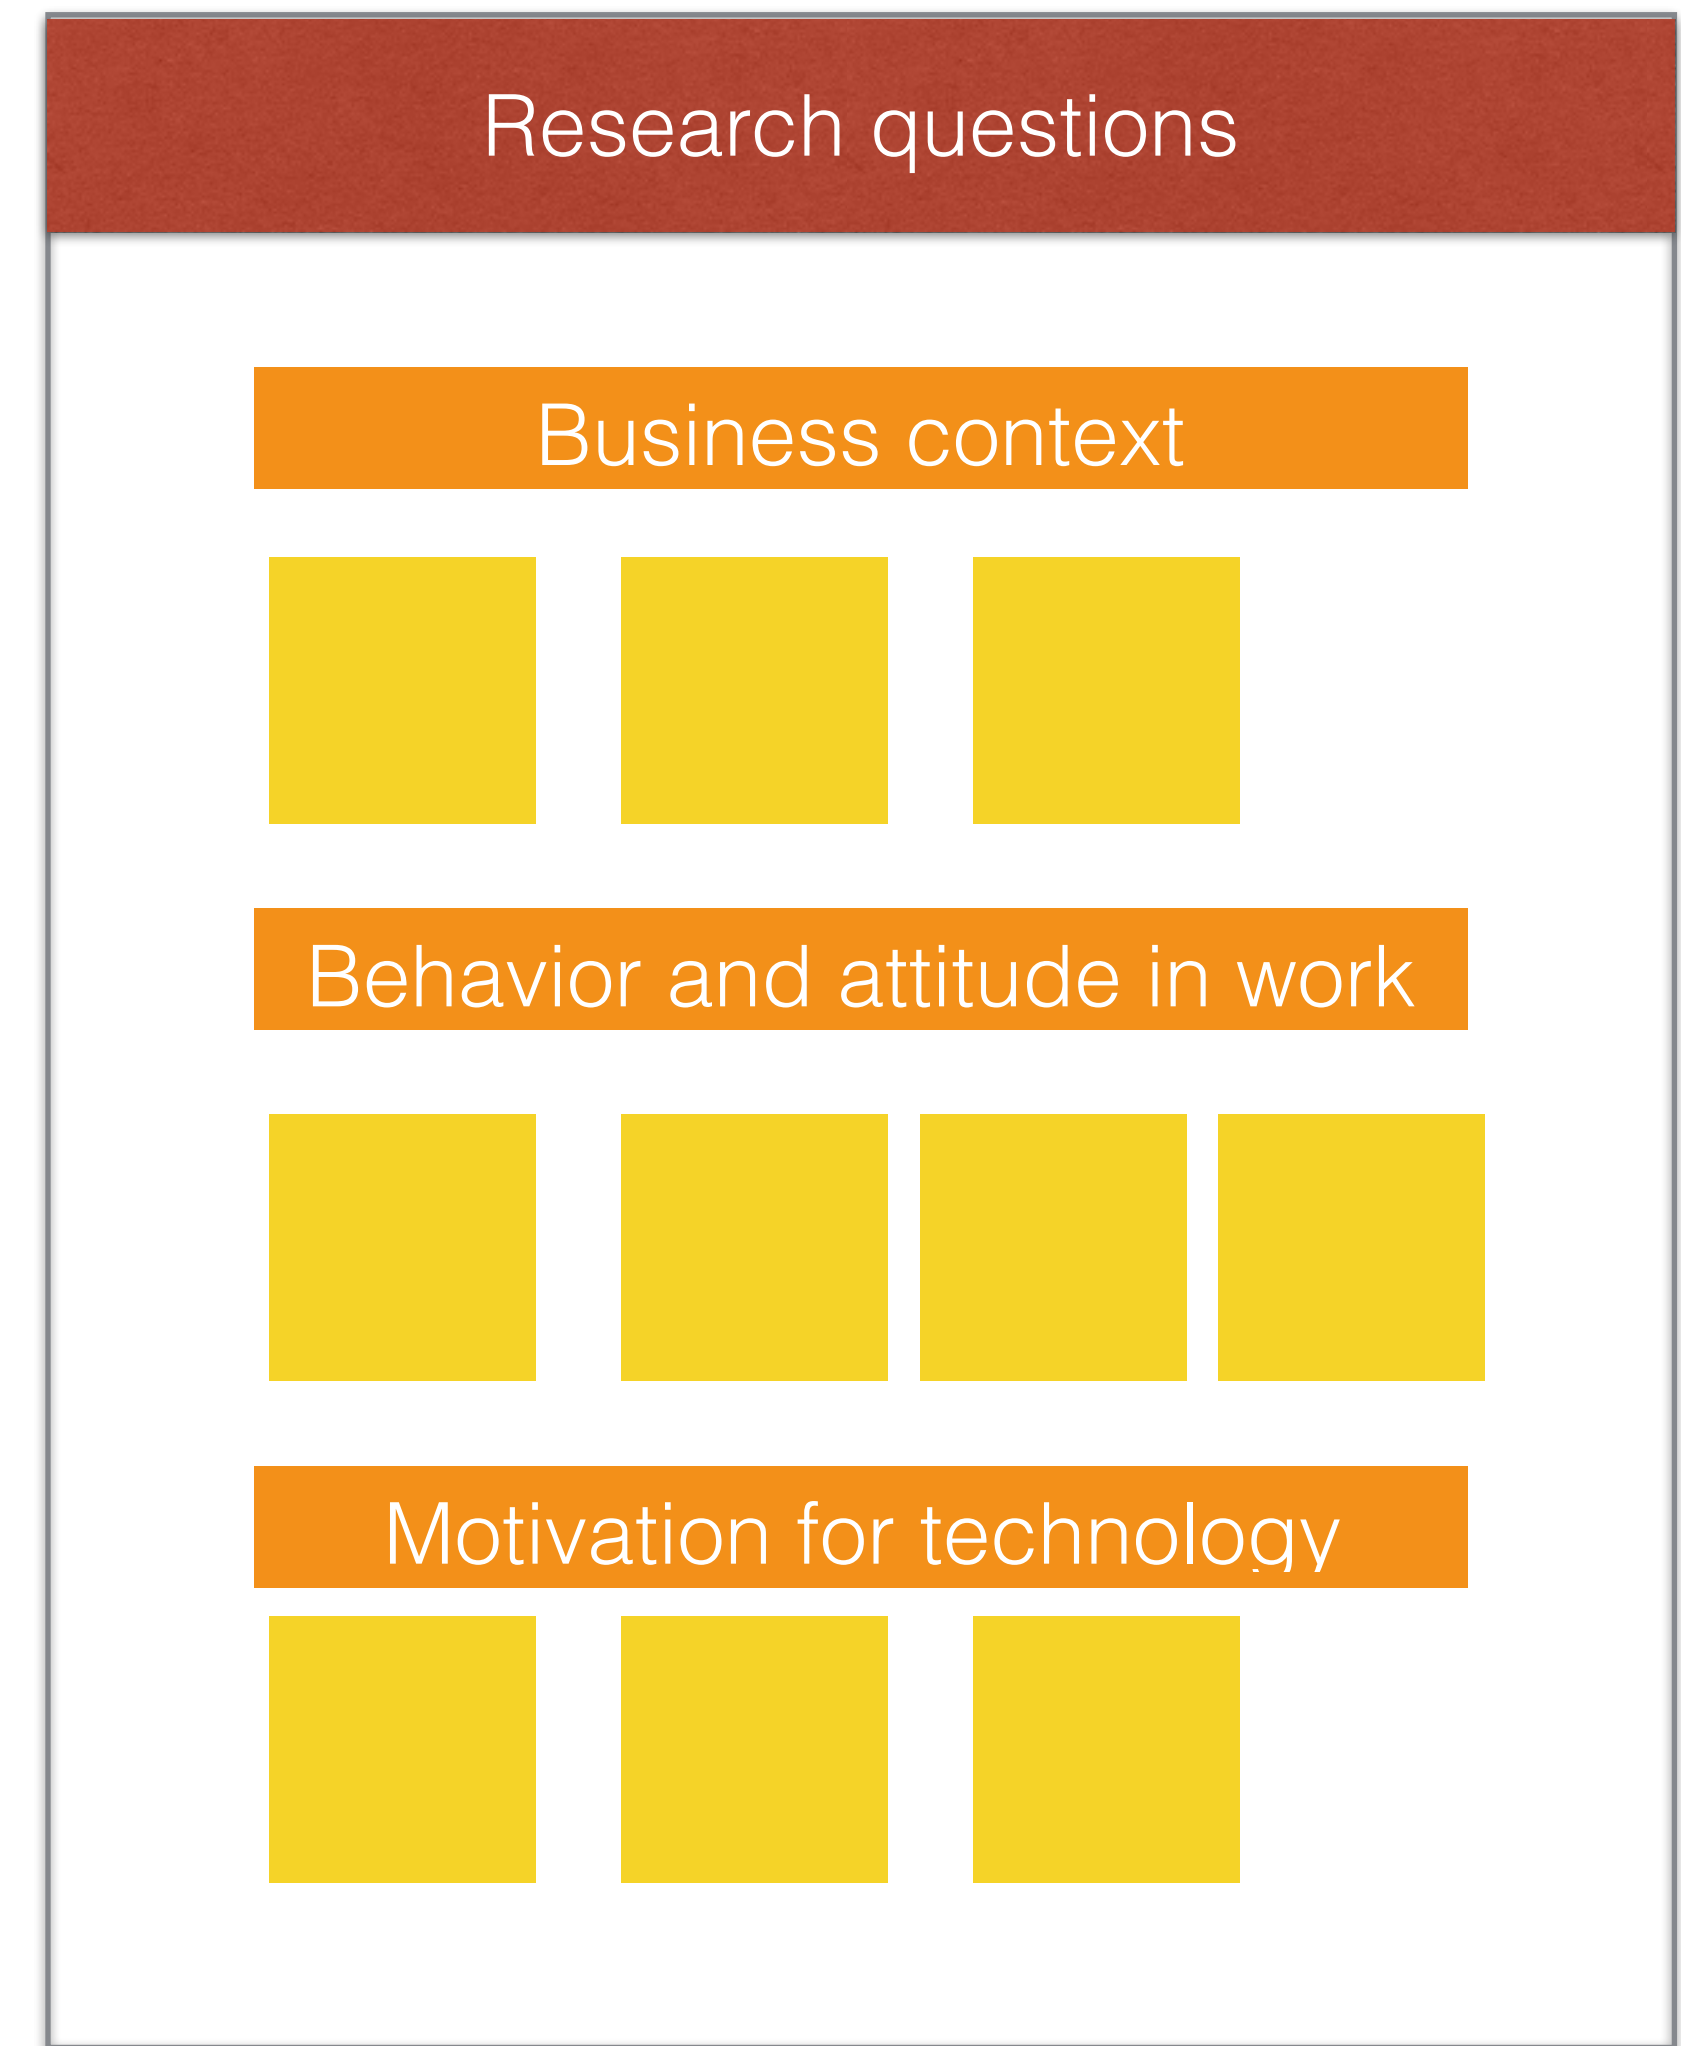 Research questions
Business context
Behavior and attitude in work
Motivation for technology